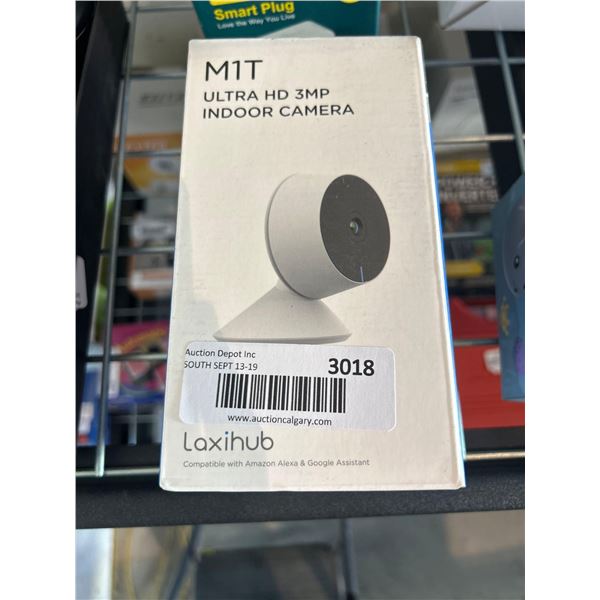 Smart Plug
Love the Way You Live
M1T
ULTRA HD 3MP
INDOOR CAMERA
Auction Depot Inc
SOUTH SEPT 13-19
3018
www.auctioncalgary.com
Laxihub
Compatible with Amazon Alexa & Google Assistant